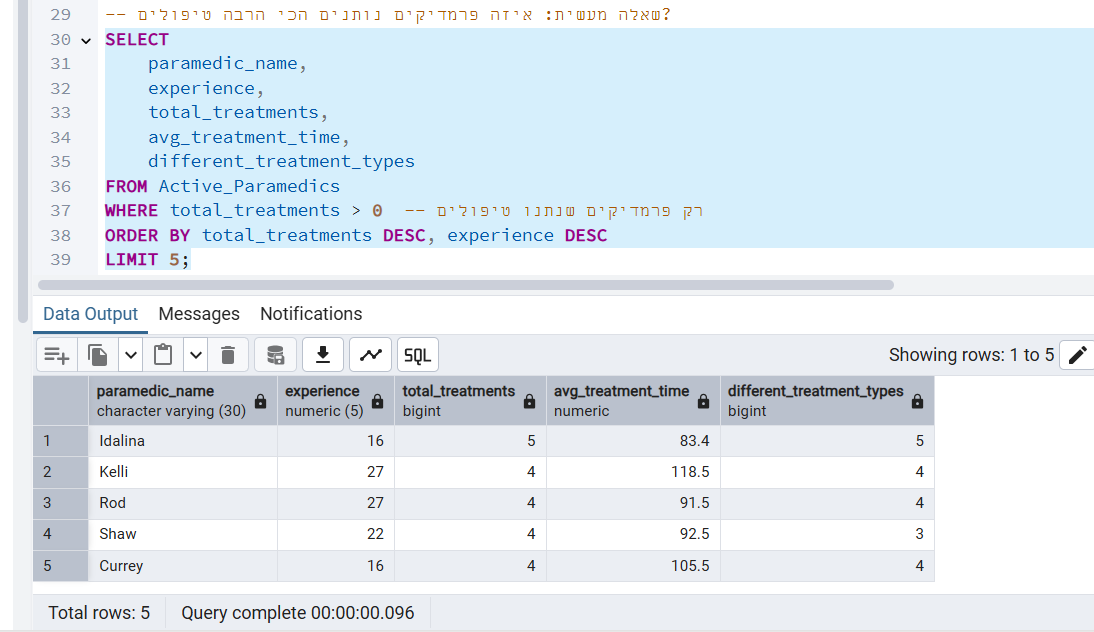 29 -- שאלה מעשית: איזה פרמדיקים נותנים הכי הרבה טיפולים?
30 SELECT
31 paramedic_name,
32 experience,
33 total_treatments,
34 avg_treatment_time,
35 different_treatment_types
36 FROM Active_Paramedics
37 WHERE total_treatments > 0 -- רק פרמדיקים שנתנו טיפולים
38 ORDER BY total_treatments DESC, experience DESC
39 LIMIT 5;
Data Output Messages Notifications
SQL Showing rows: 1 to 5
paramedic_name experience total_treatments avg_treatment_time different_treatment_types
character varying (30) numeric (5) bigint numeric bigint
1 Idalina 16 5 83.4 5
2 Kelli 27 4 118.5 4
3 Rod 27 4 91.5 4
4 Shaw 22 4 92.5 3
5 Currey 16 4 105.5 4
Total rows: 5 Query complete 00:00:00.096